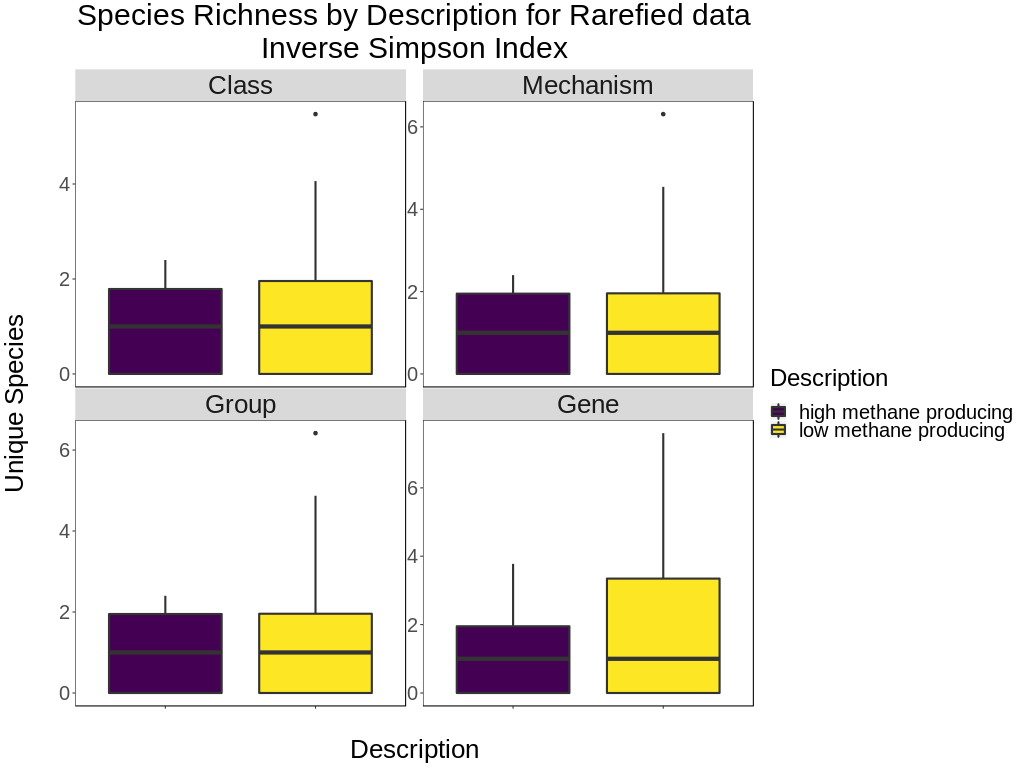 Species Richness by Description for Rarefied data
Inverse Simpson Index
Class
Mechanism
4
2
0
6
4
2
0
Group
Gene
6
4
2
0
6
4
2
0
Unique Species
Description
Description
high methane producing
low methane producing